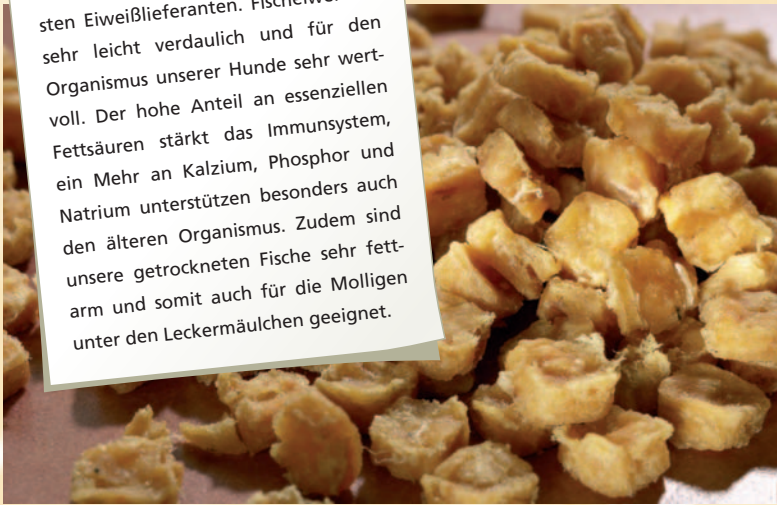 sten Eiweißlieferanten.
sehr leicht verdaulich und für den
Organismus unserer Hunde sehr wert-
voll. Der hohe Anteil an essenziellen
Fettsäuren stärkt das Immunsystem,
ein Mehr an Kalzium, Phosphor und
Natrium unterstützen besonders auch
den älteren Organismus. Zudem sind
unsere getrockneten Fische sehr fett-
arm und somit auch für die Molligen
unter den Leckermäulchen geeignet.